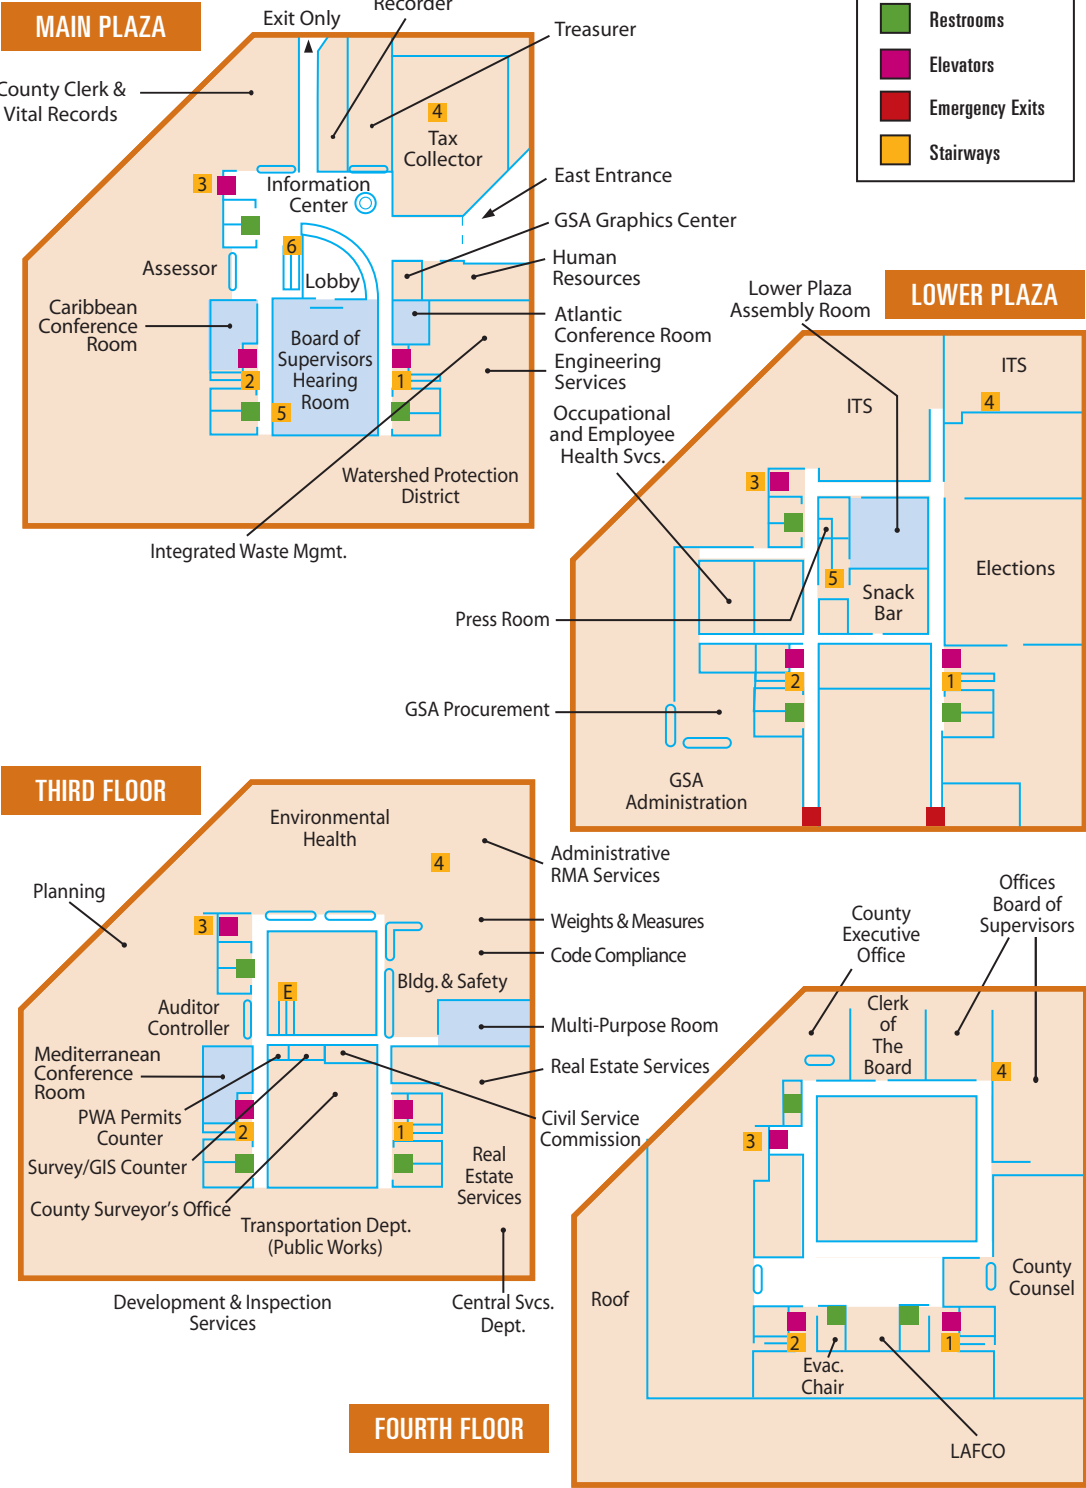 Recorder
Exit Only
MAIN PLAZA
Treasurer
County Clerk &
Vital Records
4
Tax
Collector
Restrooms
Elevators
Emergency Exits
Stairways
3
Information
Center
East Entrance
GSA Graphics Center
6
Assessor
Lobby
Human
Resources
Caribbean
Conference
Room
Board of
Supervisors
Hearing
Room
Atlantic
Conference Room
Engineering
Services
2
1
5
Watershed Protection
District
Integrated Waste Mgmt.
LOWER PLAZA
Lower Plaza
Assembly Room
ITS
ITS
4
Occupational
and Employee
Health Svcs.
3
5
Elections
Snack
Bar
Press Room
2
1
GSA Procurement
GSA
Administration
THIRD FLOOR
Environmental
Health
4
Administrative
RMA Services
Planning
3
Weights & Measures
Code Compliance
Bldg. & Safety
E
Auditor
Controller
Multi-Purpose Room
Mediterranean
Conference
Room
Real Estate Services
PWA Permits
Counter
2
1
Civil Service
Commission
Survey/GIS Counter
Real
Estate
Services
County Surveyor's Office
Transportation Dept.
(Public Works)
Development & Inspection
Services
Central Svcs.
Dept.
FOURTH FLOOR
County
Executive
Office
Offices
Board of
Supervisors
Clerk
of
The
Board
4
3
County
Counsel
Roof
2
1
Evac.
Chair
LAFCO